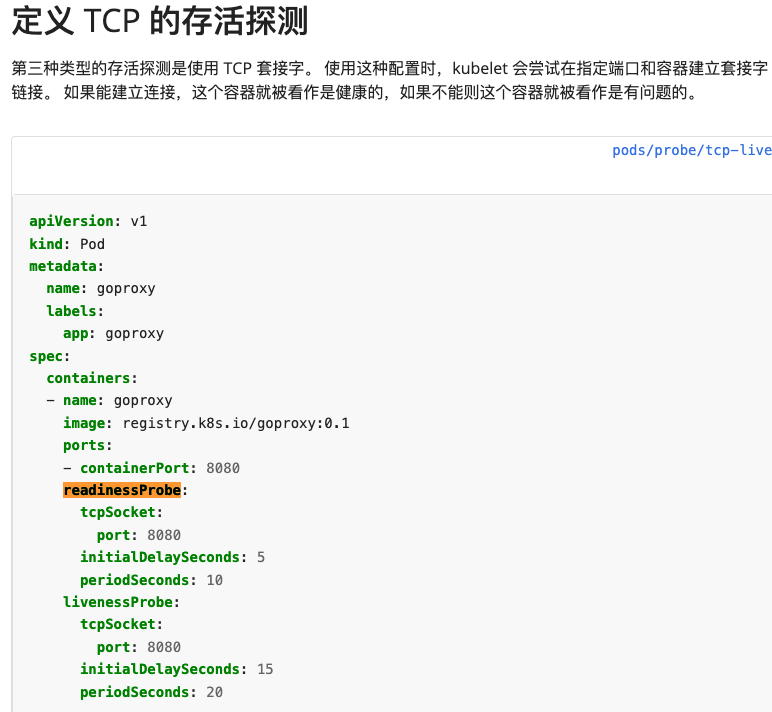 定义 TCP 的存活探测
第三种类型的存活探测是使用 TCP 套接字。 使用这种配置时，kubelet 会尝试在指定端口和容器建立套接字
链接。 如果能建立连接，这个容器就被看作是健康的，如果不能则这个容器就被看作是有问题的。
pods/probe/tcp-live
apiVersion: v1
kind: Pod
metadata:
  name: goproxy
  labels:
    app: goproxy
spec:
  containers:
  - name: goproxy
    image: registry.k8s.io/goproxy:0.1
    ports:
    - containerPort: 8080
    readinessProbe:
      tcpSocket:
        port: 8080
      initialDelaySeconds: 5
      periodSeconds: 10
    livenessProbe:
      tcpSocket:
        port: 8080
      initialDelaySeconds: 15
      periodSeconds: 20